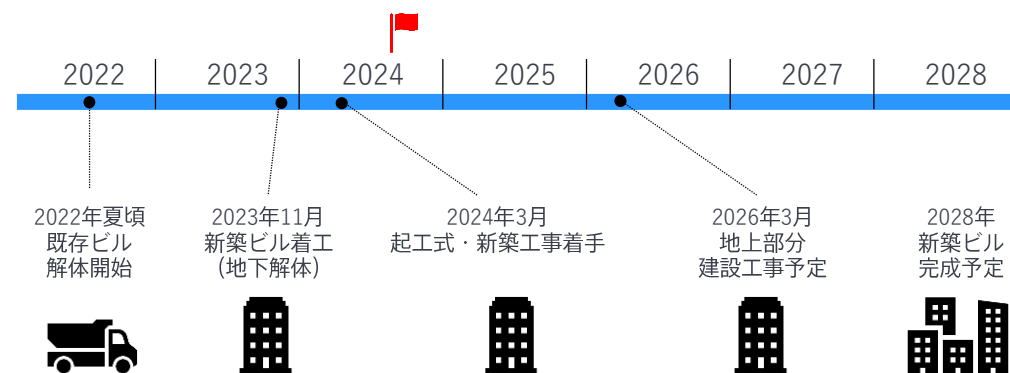 2022
2023
2024
2025
2026
2027
2028
2022年夏頃
既存ビル
解体開始
2023年11月
新築ビル着工
(地下解体)
2024年3月
起工式・新築工事着手
2026年3月
地上部分
建設工事予定
2028年
新築ビル
完成予定